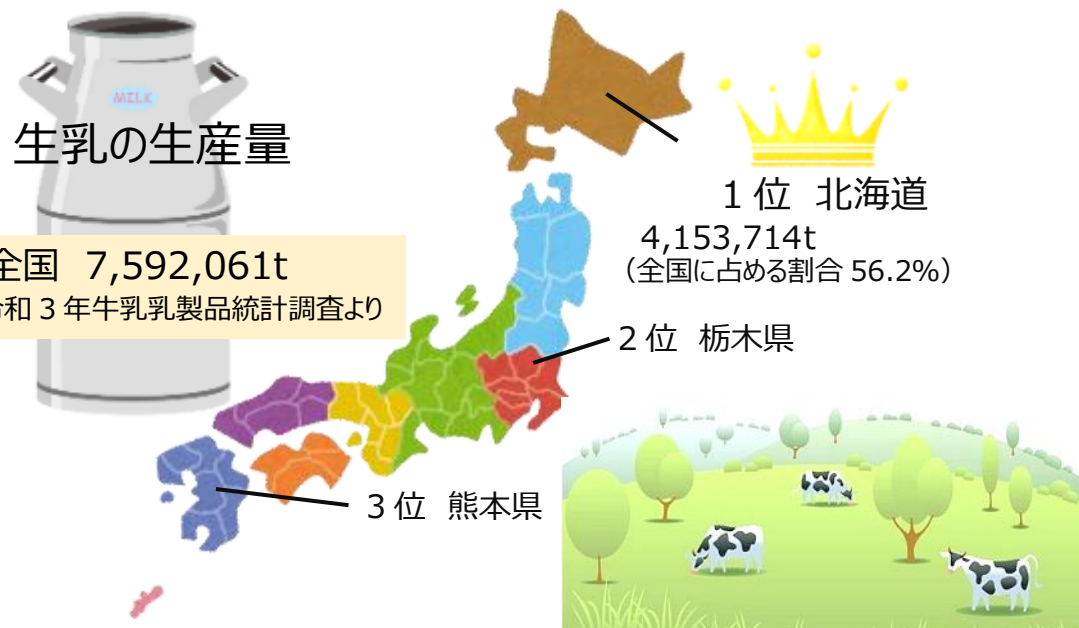 MILK
生乳の生産量
全国 7,592,061t
令和3年牛乳乳製品統計調査より
1位 北海道
4,153,714t
（全国に占める割合 56.2%）
2位 栃木県
3位 熊本県